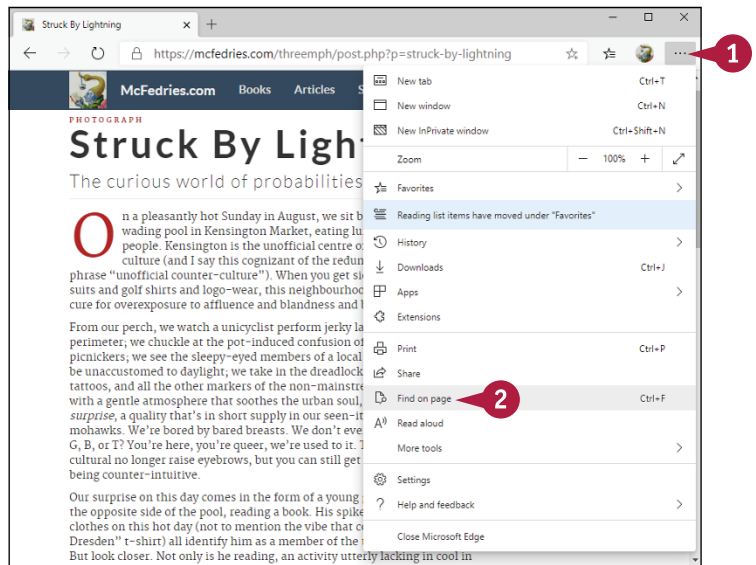 Struck By Lightning
https://mcfedries.com/threemph/post.php?p=struck-by-lightning
1
McFedries.com Books Articles S
PHOTOGRAPH
Struck By Ligh
The curious world of probabilities
On a pleasantly hot Sunday in August, we sit b
wading pool in Kensington Market, eating lu
people. Kensington is the unofficial centre o
culture (and I say this cognizant of the redun
phrase “unofficial counter-culture”). When you get si
suits and golf shirts and logo-wear, this neighbourhoo
cure for overexposure to affluence and blandness and
From our perch, we watch a unicyclist perform jerky la
perimeter; we chuckle at the pot-induced confusion of
picnickers; we see the sleepy-eyed members of a local
be unaccustomed to daylight; we take in the dreadlock
tattoos, and all the other markers of the non-mainstre
with a gentle atmosphere that soothes the urban soul,
surprise, a quality that’s in short supply in our seen-it
mohawks. We’re bored by bared breasts. We don’t eve
G, B, or T? You’re here, you’re queer, we’re used to it. T
cultural no longer raise eyebrows, but you can still get
being counter-intuitive.
Our surprise on this day comes in the form of a young
the opposite side of the pool, reading a book. His spike
clothes on this hot day (not to mention the vibe that c
Dresden” t-shirt) all identify him as a member of the
But look closer. Not only is he reading, an activity utterly lacking in cool in
New tab Ctrl+T
New window Ctrl+N
New InPrivate window Ctrl+Shift+N
Zoom — 100% +
Favorites
Reading list items have moved under "Favorites"
History
Downloads Ctrl+J
Apps
Extensions
Print Ctrl+P
Share
Find on page 2 Ctrl+F
Read aloud
More tools
Settings
Help and feedback
Close Microsoft Edge